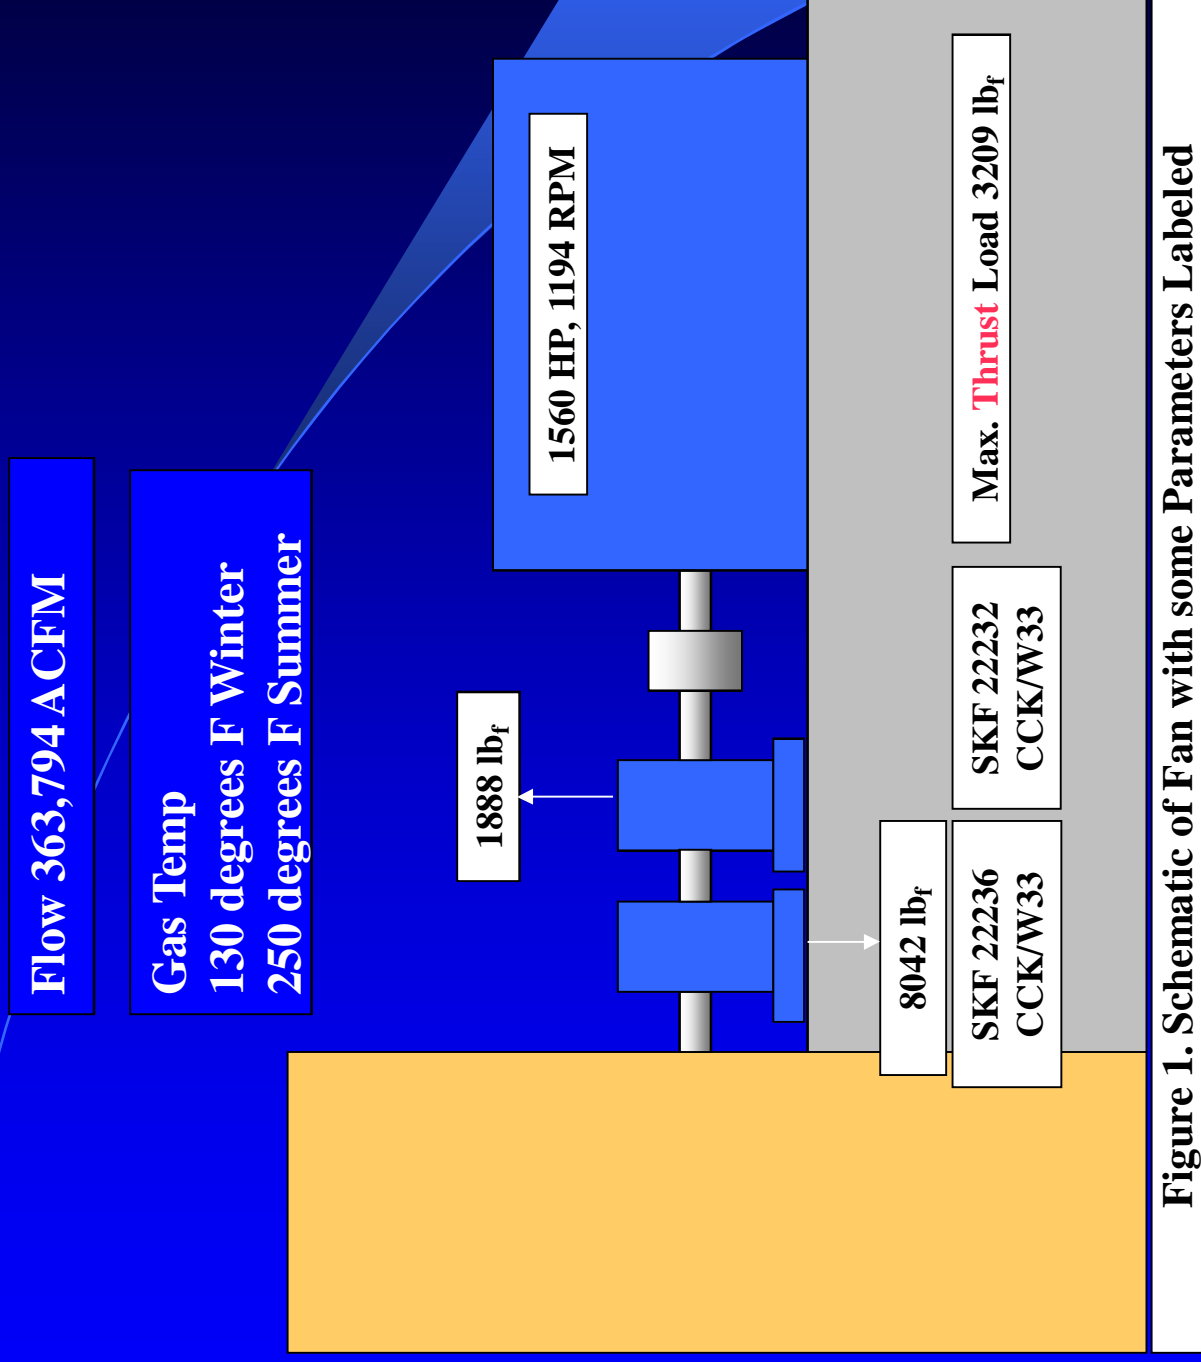 Flow 363,794 ACFM
Gas Temp
130 degrees F Winter
250 degrees F Summer
1888 lbf
1560 HP, 1194 RPM
8042 lbf
SKF 22236
CCK/W33
SKF 22232
CCK/W33
Max. Thrust Load 3209 lbf
Figure 1. Schematic of Fan with some Parameters Labeled